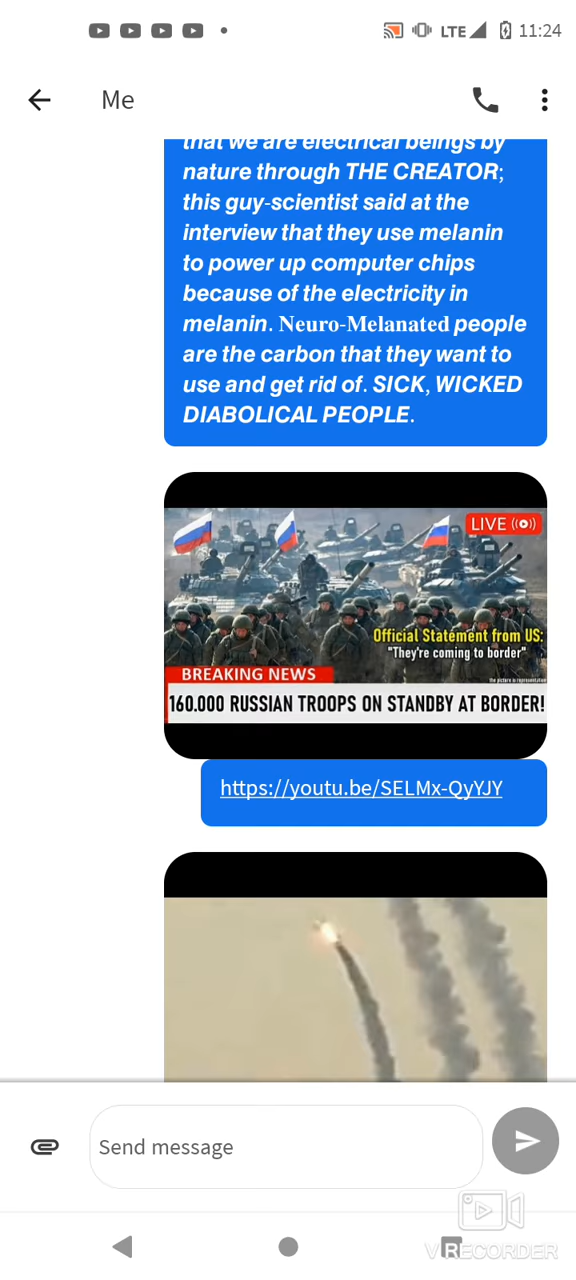 LTE 11:24
Me
that we are electrical beings by
nature through THE CREATOR;
this guy-scientist said at the
interview that they use melanin
to power up computer chips
because of the electricity in
melanin. Neuro-Melanated people
are the carbon that they want to
use and get rid of. SICK, WICKED
DIABOLICAL PEOPLE.
LIVE
Official Statement from US:
"They're coming to border"
the picture is representation
BREAKING NEWS
160.000 RUSSIAN TROOPS ON STANDBY AT BORDER!
https://youtu.be/SELMx-QyYJY
Send message
VRECORDER